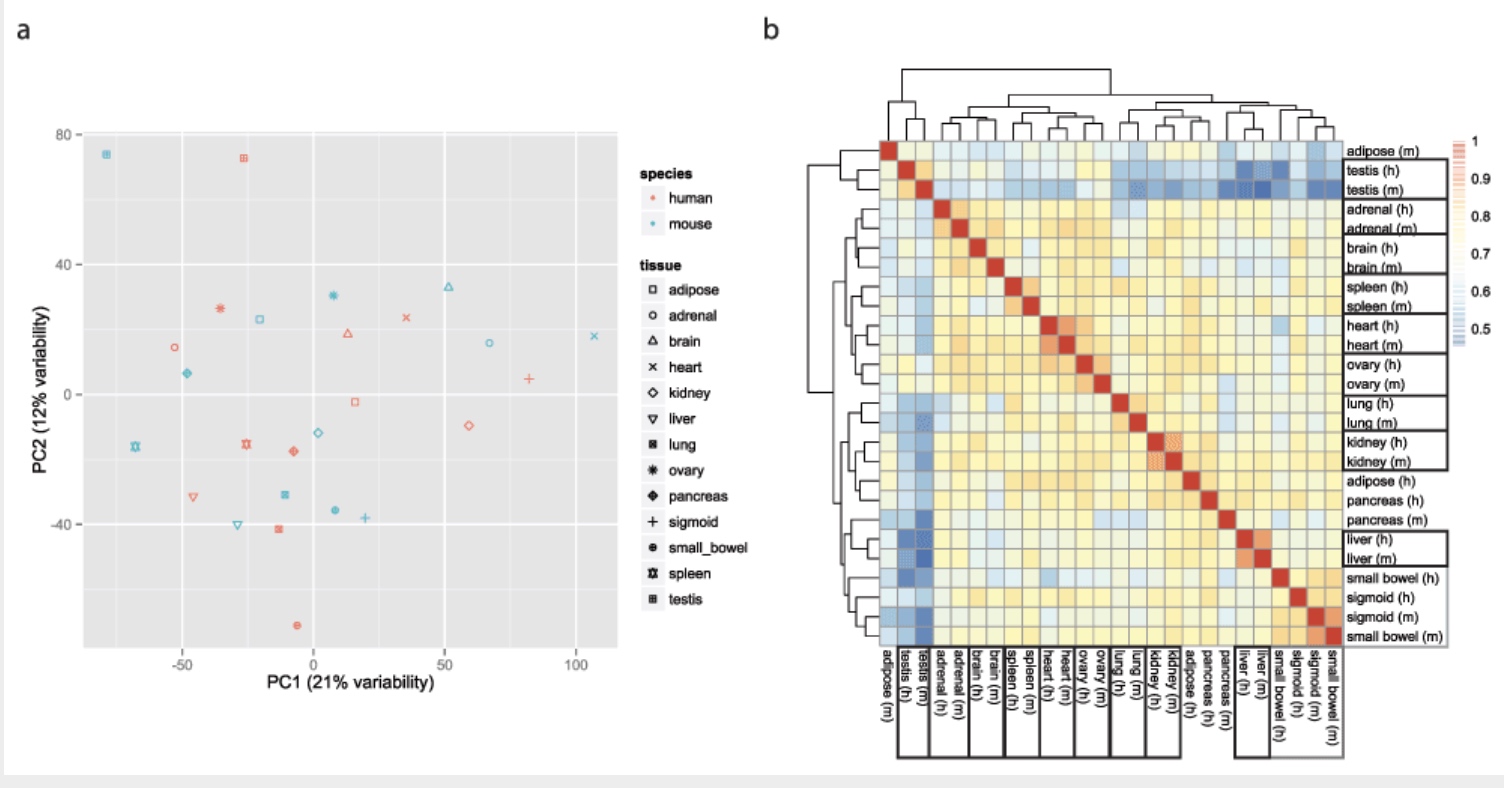 a
80
40
0
-40
-50
0
50
100
PC2 (12% variability)
PC1 (21% variability)
species
human
mouse
tissue
adipose
adrenal
brain
heart
kidney
liver
lung
ovary
pancreas
sigmoid
small_bowel
spleen
testis
b
adipose (m)
testis (h)
testis (m)
adrenal (h)
adrenal (m)
brain (h)
brain (m)
spleen (h)
spleen (m)
heart (h)
heart (m)
ovary (h)
ovary (m)
lung (h)
lung (m)
kidney (h)
kidney (m)
adipose (h)
pancreas (h)
pancreas (m)
liver (h)
liver (m)
small bowel (h)
sigmoid (h)
sigmoid (m)
small bowel (m)
1
0.9
0.8
0.7
0.6
0.5
adipose (m)
testis (h)
testis (m)
adrenal (h)
adrenal (m)
brain (h)
brain (m)
spleen (h)
spleen (m)
heart (h)
heart (m)
ovary (h)
ovary (m)
lung (h)
lung (m)
kidney (h)
kidney (m)
adipose (h)
pancreas (h)
pancreas (m)
liver (h)
liver (m)
small bowel (h)
sigmoid (h)
sigmoid (m)
small bowel (m)